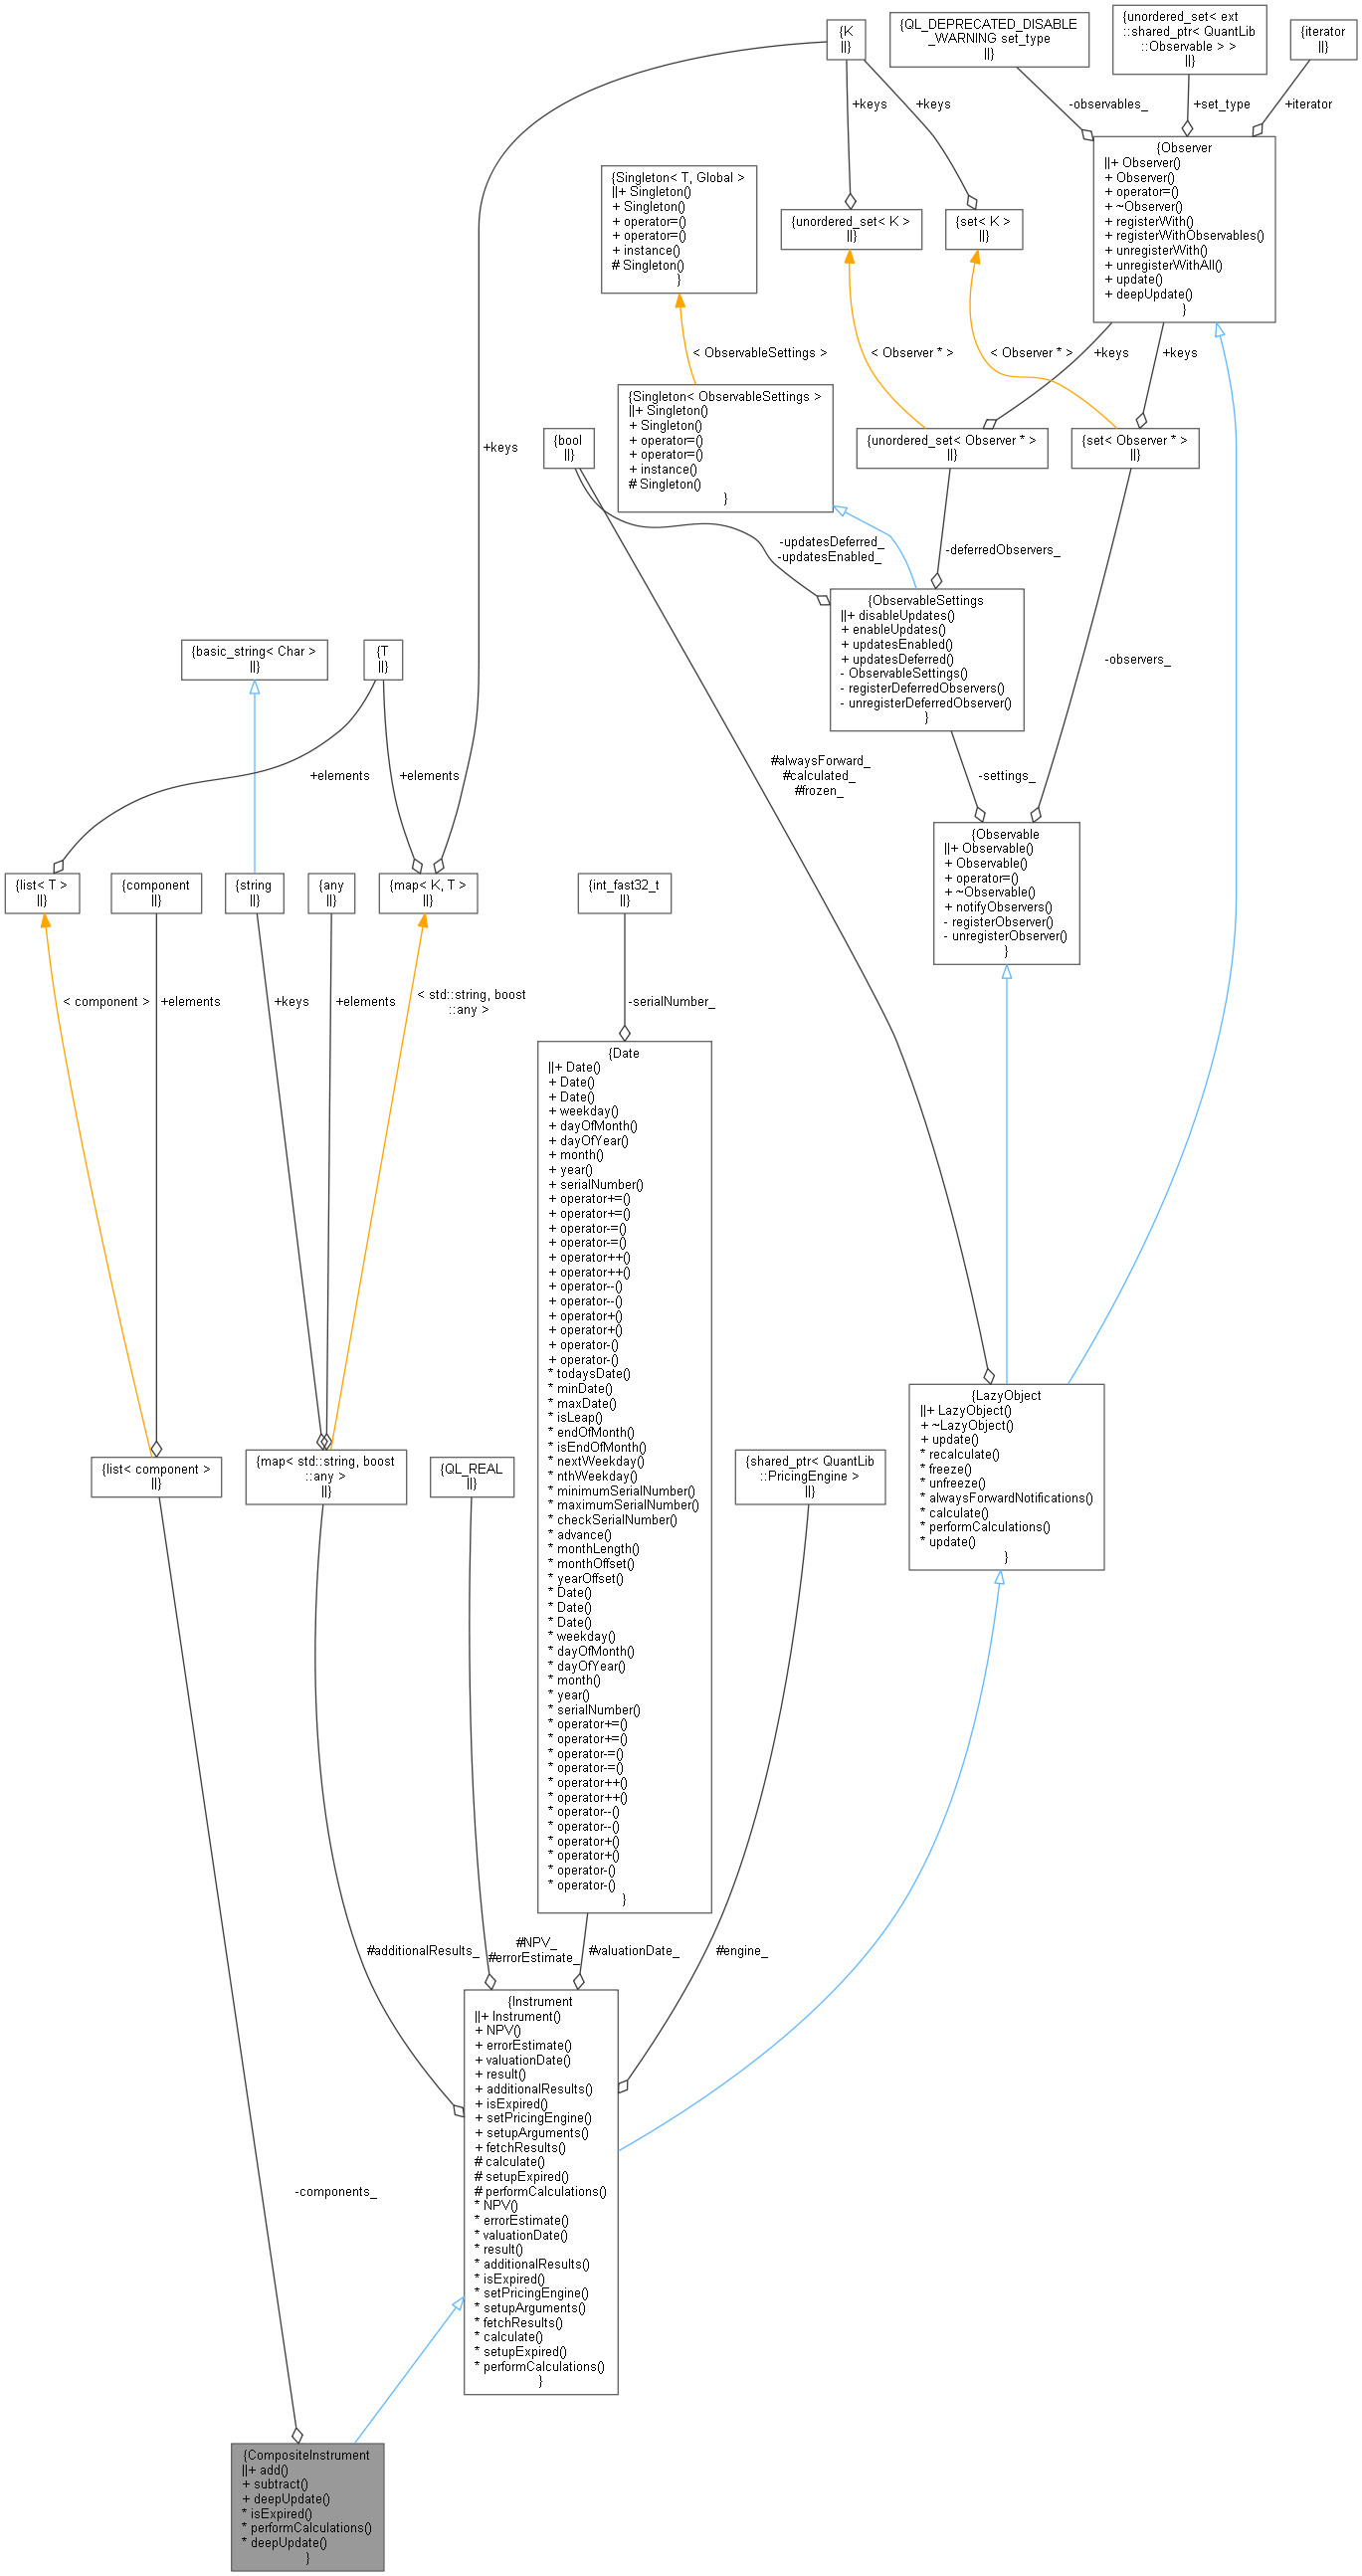 {K
||}
{QL_DEPRECATED_DISABLE
_WARNING set_type
||}
{unordered_set< ext
::shared_ptr< QuantLib
::Observable > >
||}
{iterator
||}
+keys
+keys
-observables_
+set_type
+iterator
{Observer
||+ Observer()
+ Observer()
+ operator=()
+ ~Observer()
+ registerWith()
+ registerWithObservables()
+ unregisterWith()
+ unregisterWithAll()
+ update()
+ deepUpdate()
}
{Singleton< T, Global >
||+ Singleton()
+ Singleton()
+ operator=()
+ operator=()
+ instance()
# Singleton()
}
{unordered_set< K >
||}
{set< K >
||}
< ObservableSettings >
< Observer * >
< Observer * >
+keys
+keys
{Singleton< ObservableSettings >
||+ Singleton()
+ Singleton()
+ operator=()
+ operator=()
+ instance()
# Singleton()
}
{bool
||}
{unordered_set< Observer * >
||}
{set< Observer * >
||}
+keys
-updatesDeferred_
-updatesEnabled_
-deferredObservers_
{ObservableSettings
||+ disableUpdates()
+ enableUpdates()
+ updatesEnabled()
+ updatesDeferred()
- ObservableSettings()
- registerDeferredObservers()
- unregisterDeferredObserver()
}
{basic_string< Char >
||}
{T
||}
-observers_
+elements
+elements
#alwaysForward_
#calculated_
#frozen_
-settings_
{Observable
||+ Observable()
+ Observable()
+ operator=()
+ ~Observable()
+ notifyObservers()
- registerObserver()
- unregisterObserver()
}
{list< T >
||}
{component
||}
{string
||}
{any
||}
{map< K, T >
||}
{int_fast32_t
||}
< component >
+elements
+keys
+elements
< std::string, boost
::any >
-serialNumber_
{Date
||+ Date()
+ Date()
+ Date()
+ weekday()
+ dayOfMonth()
+ dayOfYear()
+ month()
+ year()
+ serialNumber()
+ operator+=()
+ operator+=()
+ operator-=()
+ operator-=()
+ operator++()
+ operator++()
+ operator--()
+ operator--()
+ operator+()
+ operator+()
+ operator-()
+ operator-()
* todaysDate()
* minDate()
* maxDate()
* isLeap()
* endOfMonth()
* isEndOfMonth()
* nextWeekday()
* nthWeekday()
* minimumSerialNumber()
* maximumSerialNumber()
* checkSerialNumber()
* advance()
* monthLength()
* monthOffset()
* yearOffset()
* Date()
* Date()
* Date()
* weekday()
* dayOfMonth()
* dayOfYear()
* month()
* year()
* serialNumber()
* operator+=()
* operator+=()
* operator-=()
* operator-=()
* operator++()
* operator++()
* operator--()
* operator--()
* operator+()
* operator+()
* operator-()
* operator-()
}
{LazyObject
||+ LazyObject()
+ ~LazyObject()
+ update()
* recalculate()
* freeze()
* unfreeze()
* alwaysForwardNotifications()
* calculate()
* performCalculations()
* update()
}
{list< component >
||}
{map< std::string, boost
::any >
||}
{QL_REAL
||}
{shared_ptr< QuantLib
::PricingEngine >
||}
#additionalResults_
#NPV_
#errorEstimate_
#valuationDate_
#engine_
{Instrument
||+ Instrument()
+ NPV()
+ errorEstimate()
+ valuationDate()
+ result()
+ additionalResults()
+ isExpired()
+ setPricingEngine()
+ setupArguments()
+ fetchResults()
# calculate()
# setupExpired()
# performCalculations()
* NPV()
* errorEstimate()
* valuationDate()
* result()
* additionalResults()
* isExpired()
* setPricingEngine()
* setupArguments()
* fetchResults()
* calculate()
* setupExpired()
* performCalculations()
}
-components_
{CompositeInstrument
||+ add()
+ subtract()
+ deepUpdate()
* isExpired()
* performCalculations()
* deepUpdate()
}